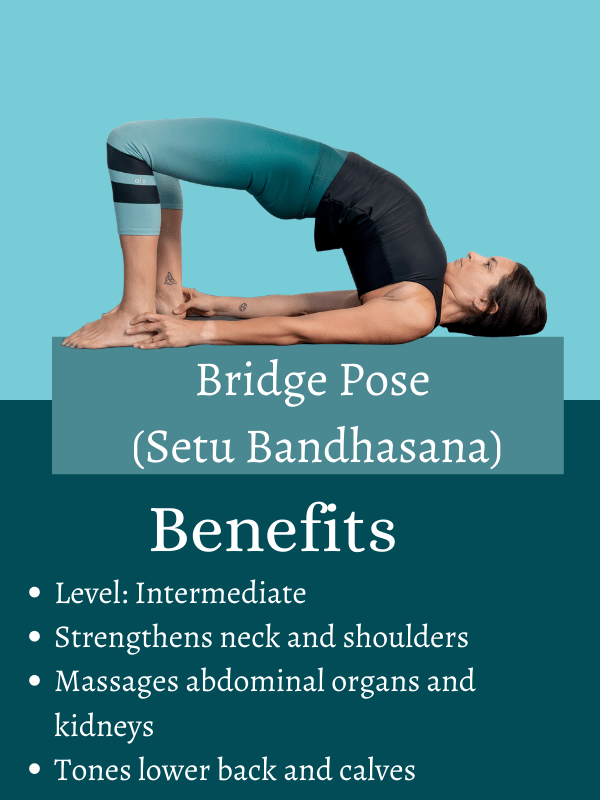 Bridge Pose
(Setu Bandhasana)
Benefits
• Level: Intermediate
• Strengthens neck and shoulders
• Massages abdominal organs and
kidneys
• Tones lower back and calves